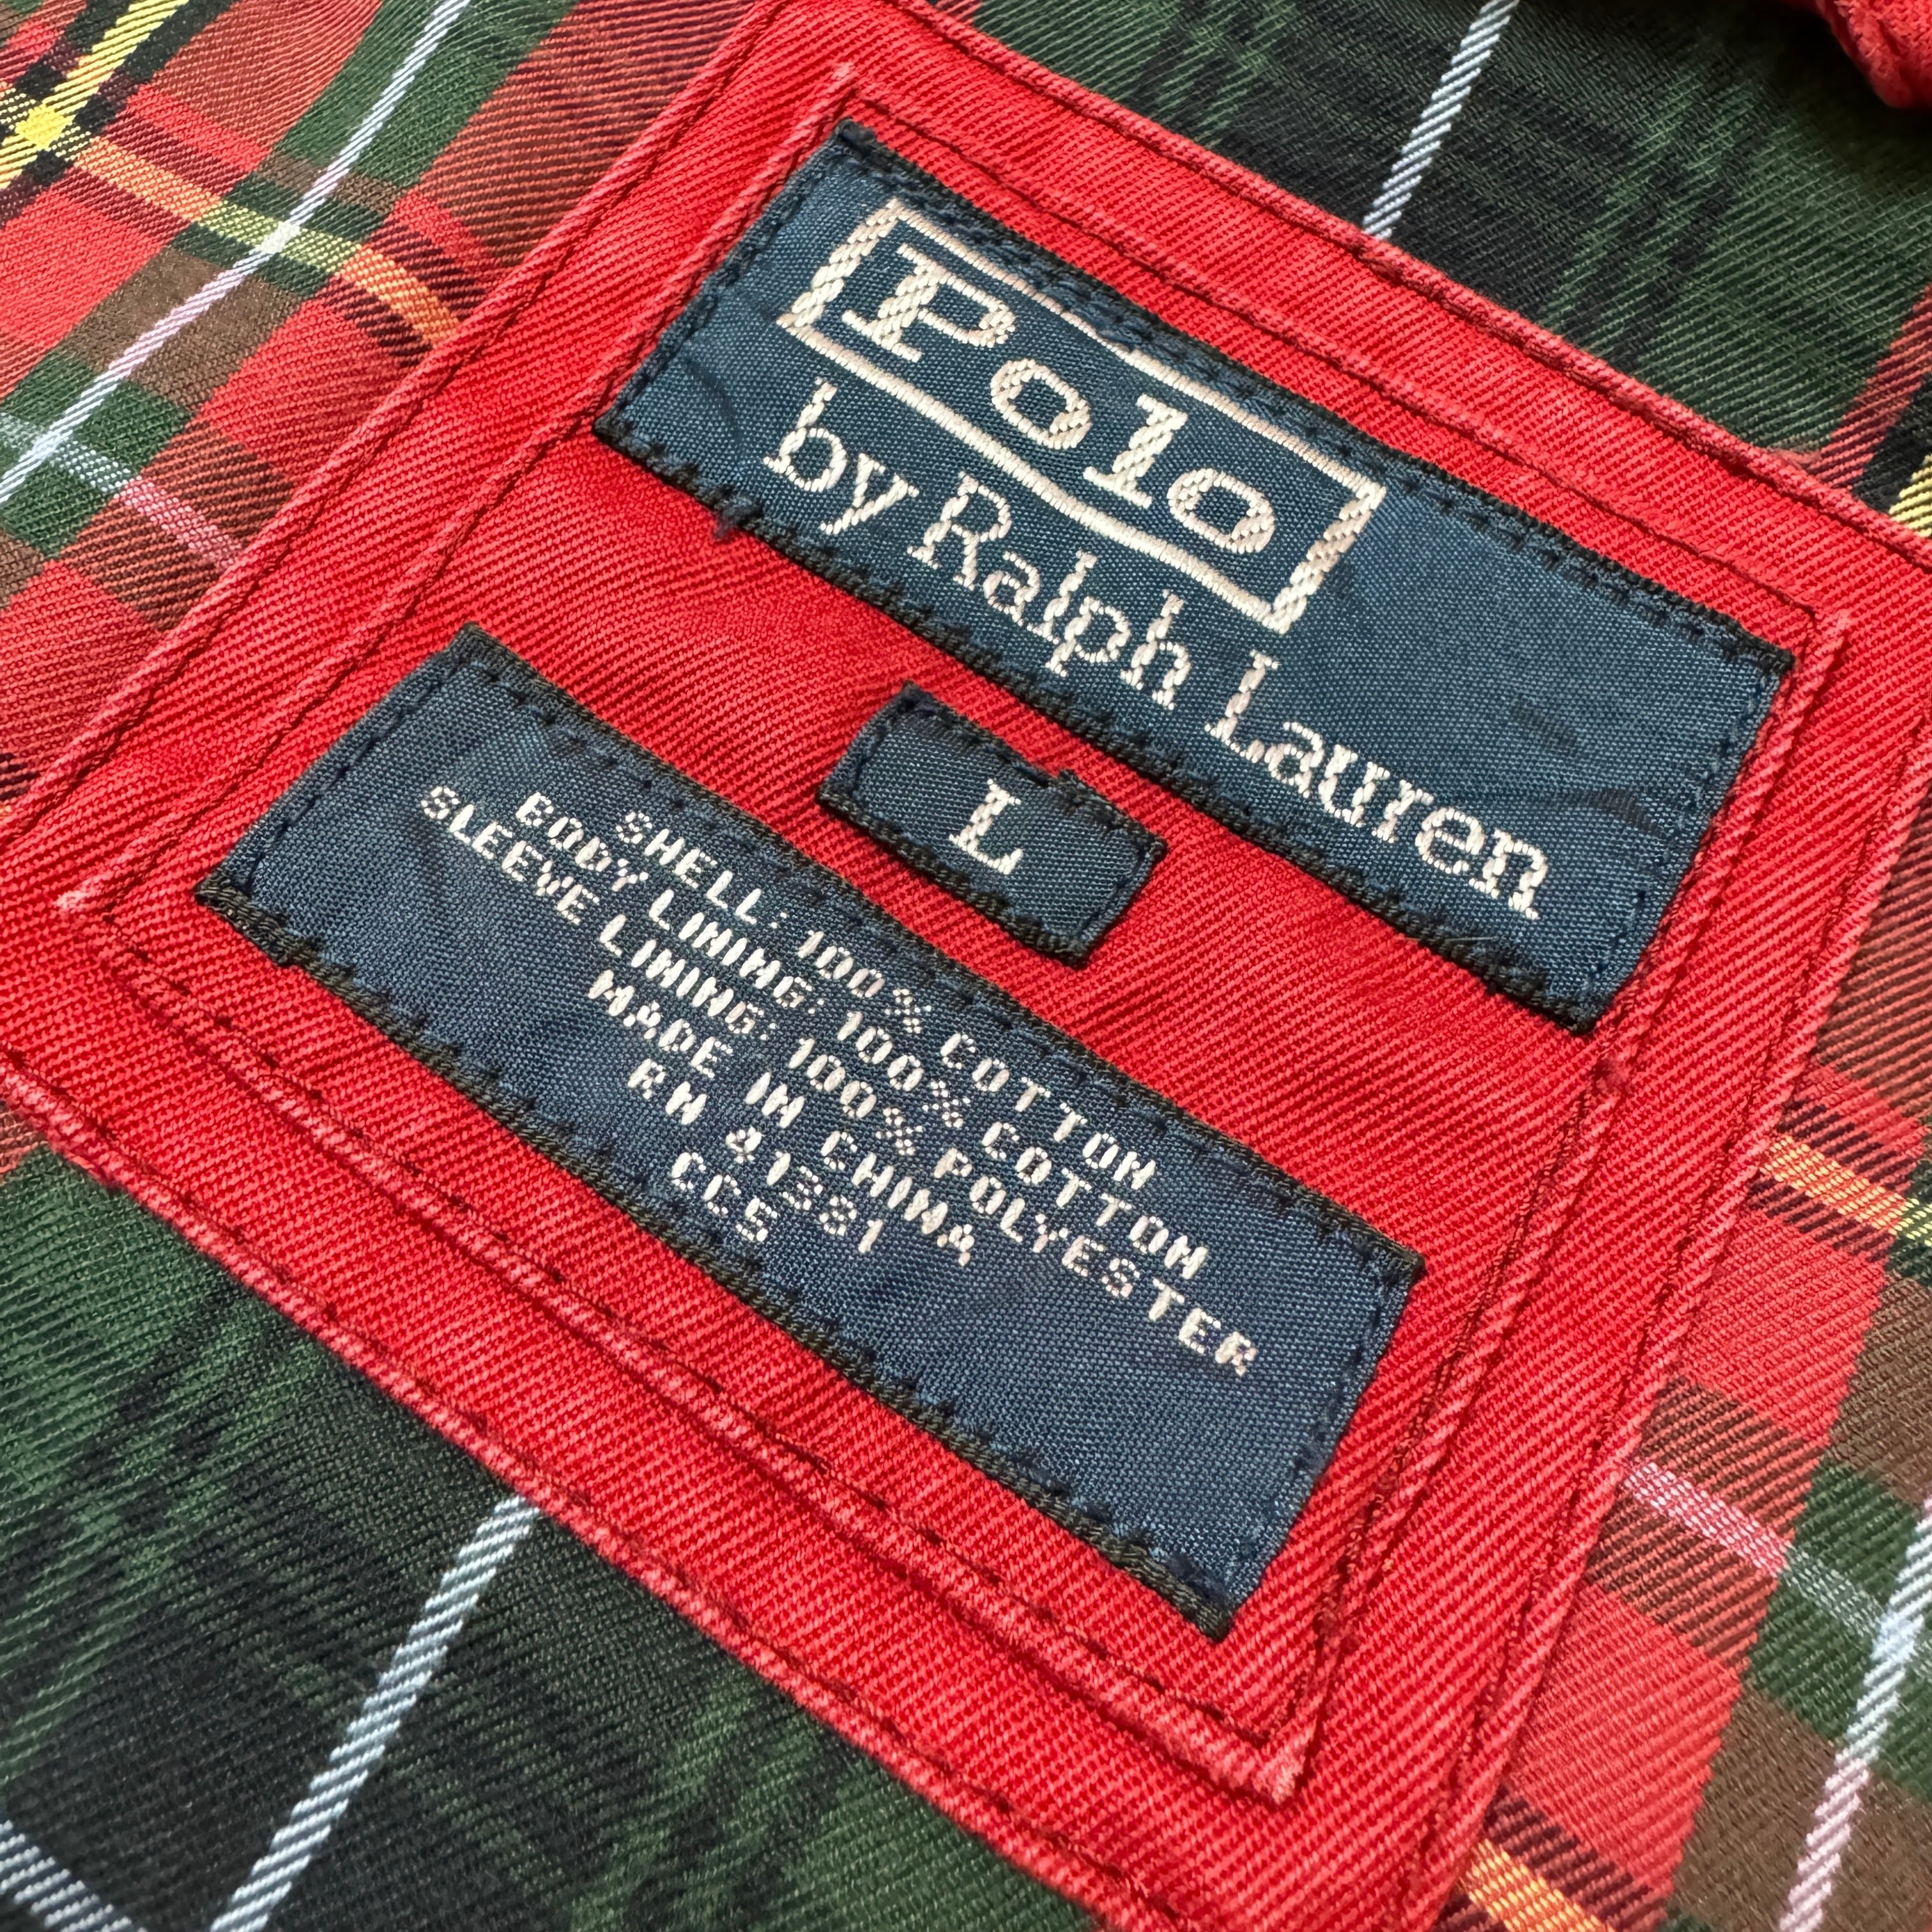 Polo
by Ralph Lauren
L
SHELL: 100% COTTON
BODY LINING: 100% COTTON
SLEEVE LINING: 100% POLYESTER
MADE IN CHINA
RN 41381
CC5